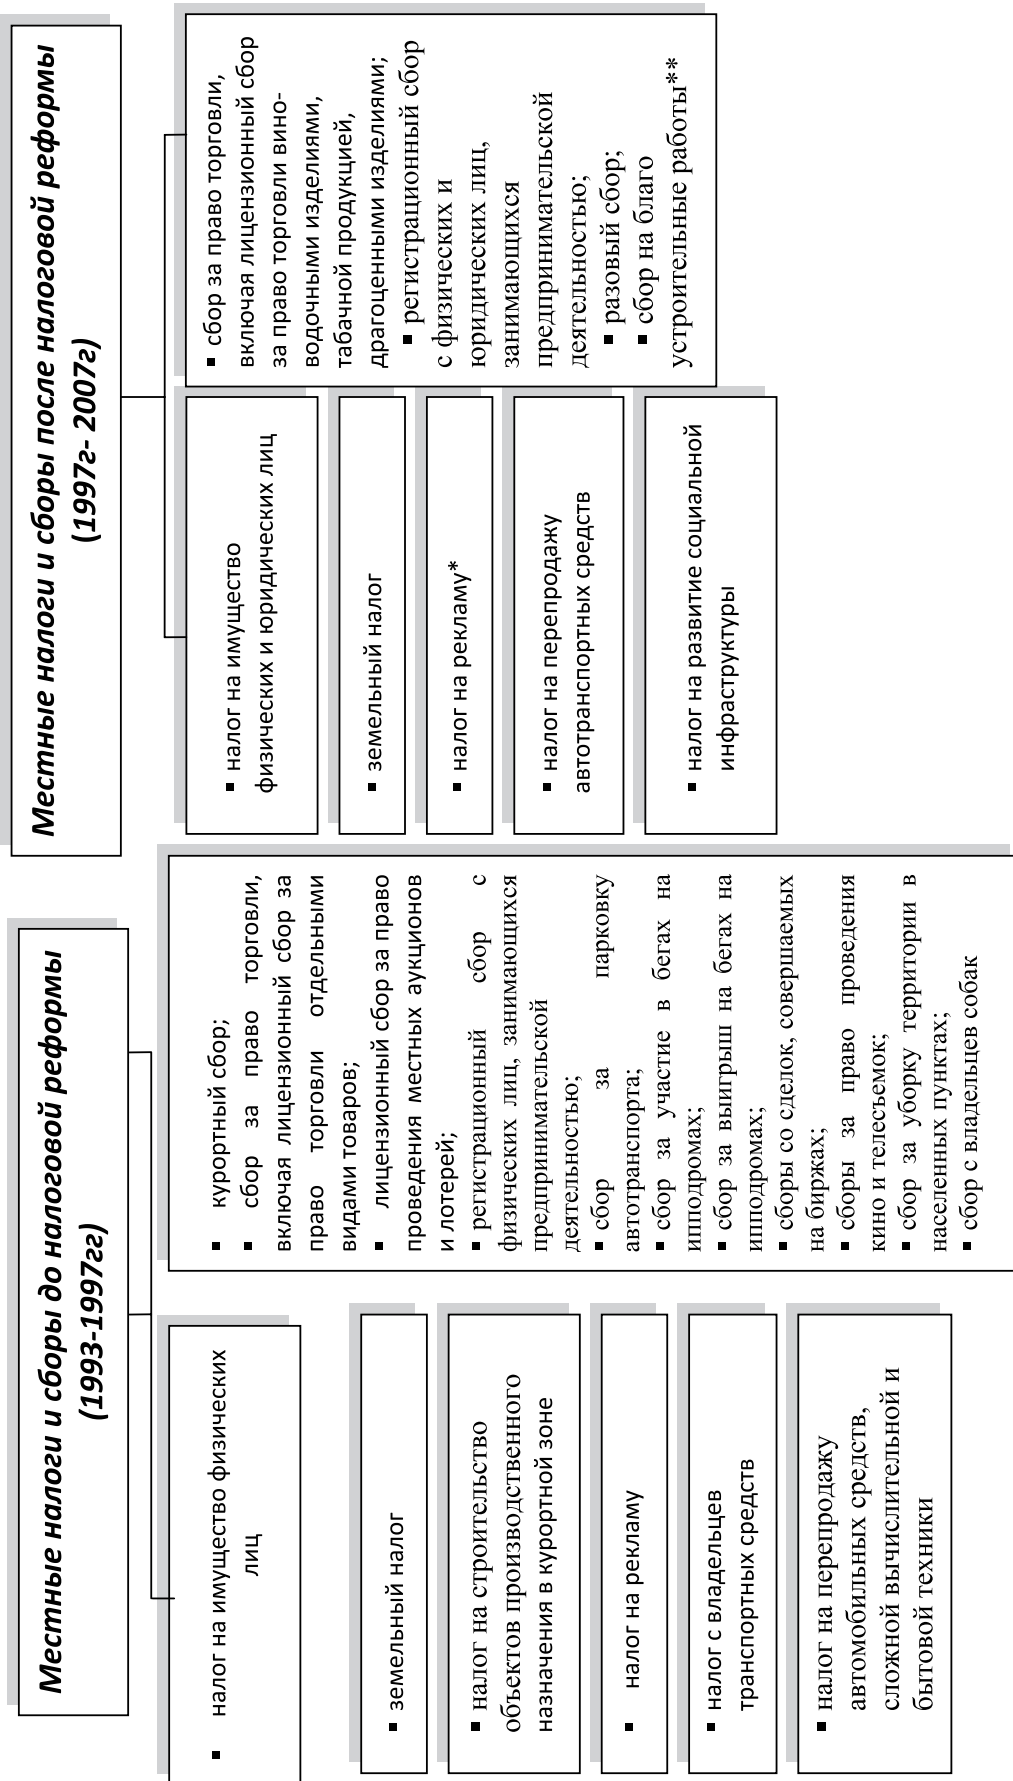 Местные налоги и сборы до налоговой реформы
(1993-1997гг)
▪ налог на имущество физических
лиц
▪ земельный налог
▪ налог на строительство
объектов производственного
назначения в курортной зоне
▪ налог на рекламу
▪ налог с владельцев
транспортных средств
▪ налог на перепродажу
автомобильных средств,
сложной вычислительной и
бытовой техники
▪ курортный сбор;
▪ сбор за право торговли,
включая лицензионный сбор за
право торговли отдельными
видами товаров;
▪ лицензионный сбор за право
проведения местных аукционов
и лотерей;
▪ регистрационный сбор с
физических лиц, занимающихся
предпринимательской
деятельностью;
▪ сбор за парковку
автотранспорта;
▪ сбор за участие в бегах на
ипподромах;
▪ сбор за выигрыш на бегах на
ипподромах;
▪ сборы со сделок, совершаемых
на биржах;
▪ сборы за право проведения
кино и телесъемок;
▪ сбор за уборку территории в
населенных пунктах;
▪ сбор с владельцев собак
Местные налоги и сборы после налоговой реформы
(1997г- 2007г)
▪ налог на имущество
физических и юридических лиц
▪ земельный налог
▪ налог на рекламу*
▪ налог на перепродажу
автотранспортных средств
▪ налог на развитие социальной
инфраструктуры
▪ сбор за право торговли,
включая лицензионный сбор
за право торговли вино-
водочными изделиями,
табачной продукцией,
драгоценными изделиями;
▪ регистрационный сбор
с физических и
юридических лиц,
занимающихся
предпринимательской
деятельностью;
▪ разовый сбор;
▪ сбор на благо
устроительные работы**